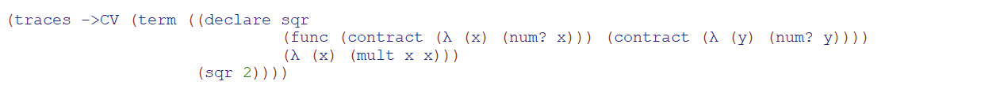 (traces ->CV (term ((declare sqr
(func (contract (λ (x) (num? x))) (contract (λ (y) (num? y))))
(λ (x) (mult x x)))
(sqr 2))))